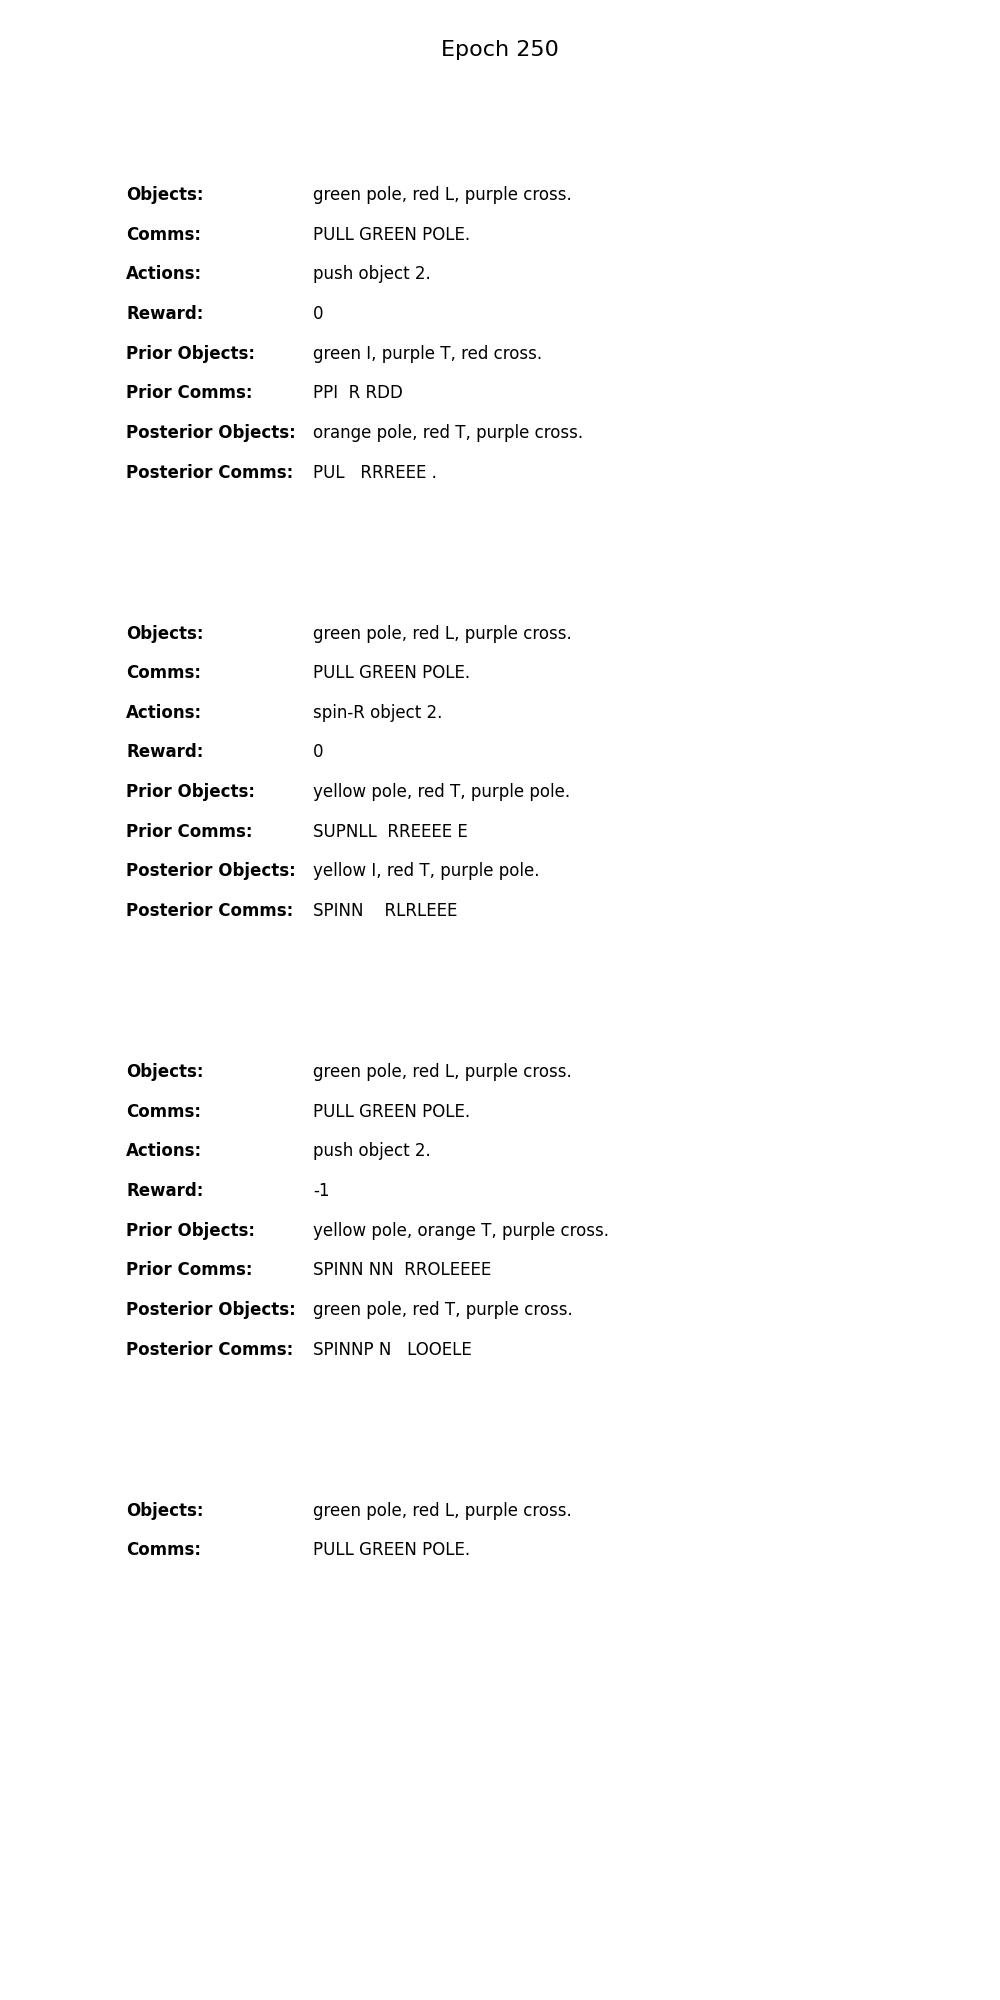 Epoch 250
Objects: green pole, red L, purple cross.
Comms: PULL GREEN POLE.
Actions: push object 2.
Reward: 0
Prior Objects: green I, purple T, red cross.
Prior Comms: PPI  R RDD
Posterior Objects: orange pole, red T, purple cross.
Posterior Comms: PUL   RRREEE .
Objects: green pole, red L, purple cross.
Comms: PULL GREEN POLE.
Actions: spin-R object 2.
Reward: 0
Prior Objects: yellow pole, red T, purple pole.
Prior Comms: SUPNLL  RREEEE E
Posterior Objects: yellow I, red T, purple pole.
Posterior Comms: SPINN    RLRLEEE
Objects: green pole, red L, purple cross.
Comms: PULL GREEN POLE.
Actions: push object 2.
Reward: -1
Prior Objects: yellow pole, orange T, purple cross.
Prior Comms: SPINN NN  RROLEEEE
Posterior Objects: green pole, red T, purple cross.
Posterior Comms: SPINNP N   LOOELE
Objects: green pole, red L, purple cross.
Comms: PULL GREEN POLE.